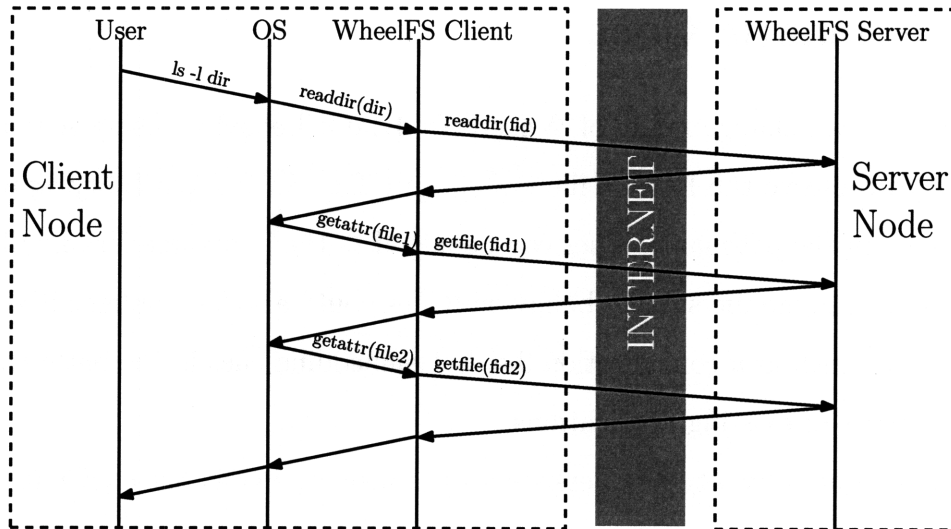 User
OS
WheelFS Client
WheelFS Server
ls -l dir
readdir(dir)
readdir(fid)
Client
Node
Server
Node
INTERNET
getattr(file1)
getfile(fid1)
getattr(file2)
getfile(fid2)